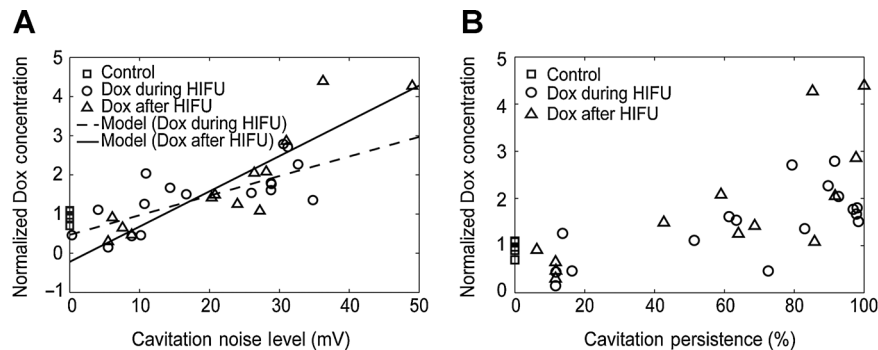 A
Normalized Dox concentration
5
4
3
2
1
0
−1
Control
Dox during HIFU
Dox after HIFU
Model (Dox during HIFU)
Model (Dox after HIFU)
0 10 20 30 40 50
Cavitation noise level (mV)
B
Normalized Dox concentration
5
4
3
2
1
0
Control
Dox during HIFU
Dox after HIFU
0 20 40 60 80 100
Cavitation persistence (%)